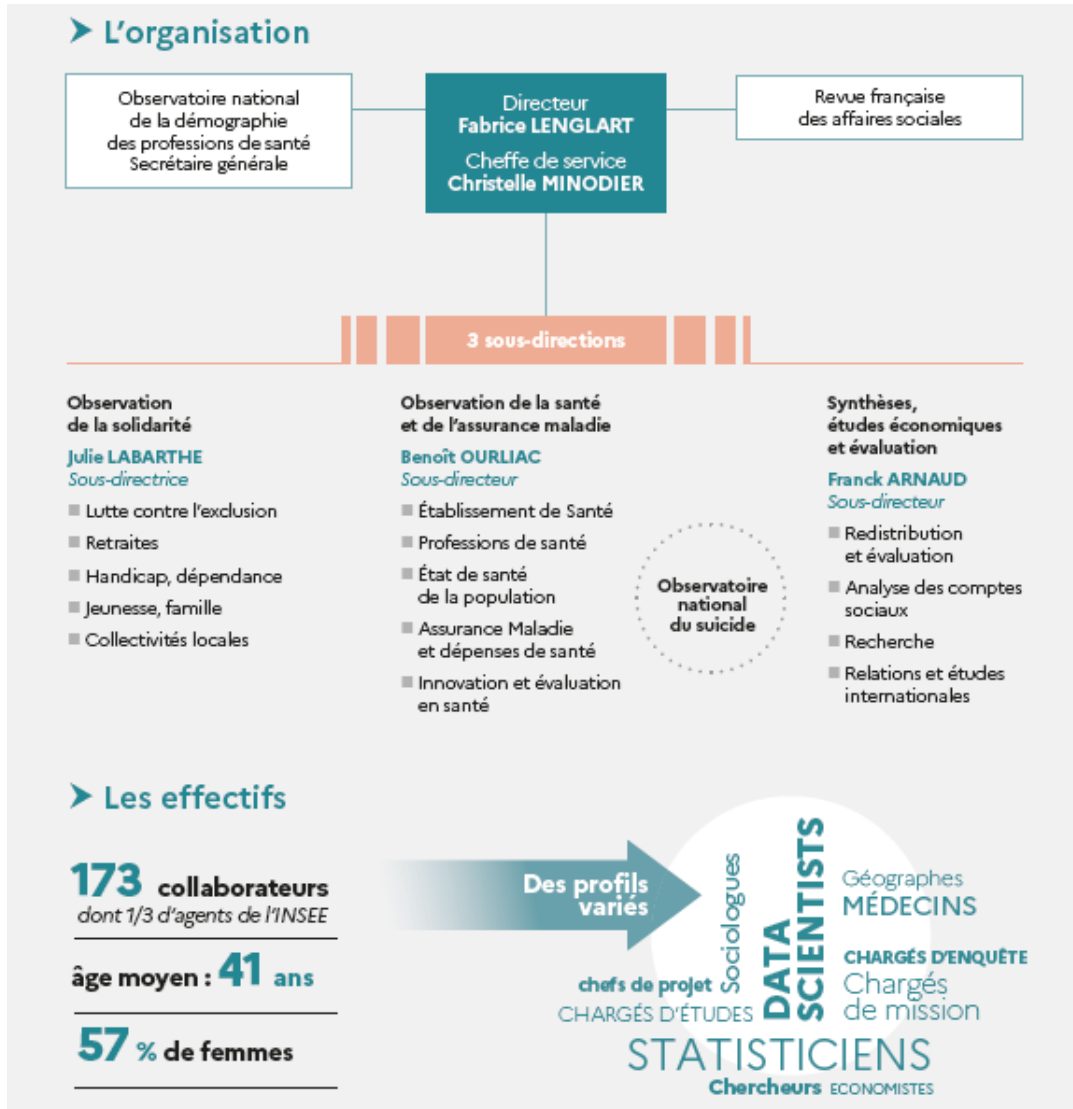 L'organisation
Observatoire national
de la démographie
des professions de santé
Secrétaire générale
Directeur
Fabrice LENGLART
Cheffe de service
Christelle MINODIER
Revue française
des affaires sociales
3 sous-directions
Observation
de la solidarité
Julie LABARTHE
Sous-directrice
Lutte contre l'exclusion
Retraites
Handicap, dépendance
Jeunesse, famille
Collectivités locales
Observation de la santé
et de l'assurance maladie
Benoît OURLIAC
Sous-directeur
Établissement de Santé
Professions de santé
État de santé
de la population
Assurance Maladie
et dépenses de santé
Innovation et évaluation
en santé
Observatoire
national
du suicide
Synthèses,
études économiques
et évaluation
Franck ARNAUD
Sous-directeur
Redistribution
et évaluation
Analyse des comptes
sociaux
Recherche
Relations et études
internationales
Les effectifs
173 collaborateurs
dont 1/3 d'agents de l'INSEE
âge moyen : 41 ans
57 % de femmes
Des profils
variés
Sociologues
DATA
SCIENTISTS
Géographes
MÉDECINS
CHARGÉS D'ENQUÊTE
Chargés
de mission
chefs de projet
CHARGÉS D'ÉTUDES
STATISTICIENS
Chercheurs ECONOMISTES